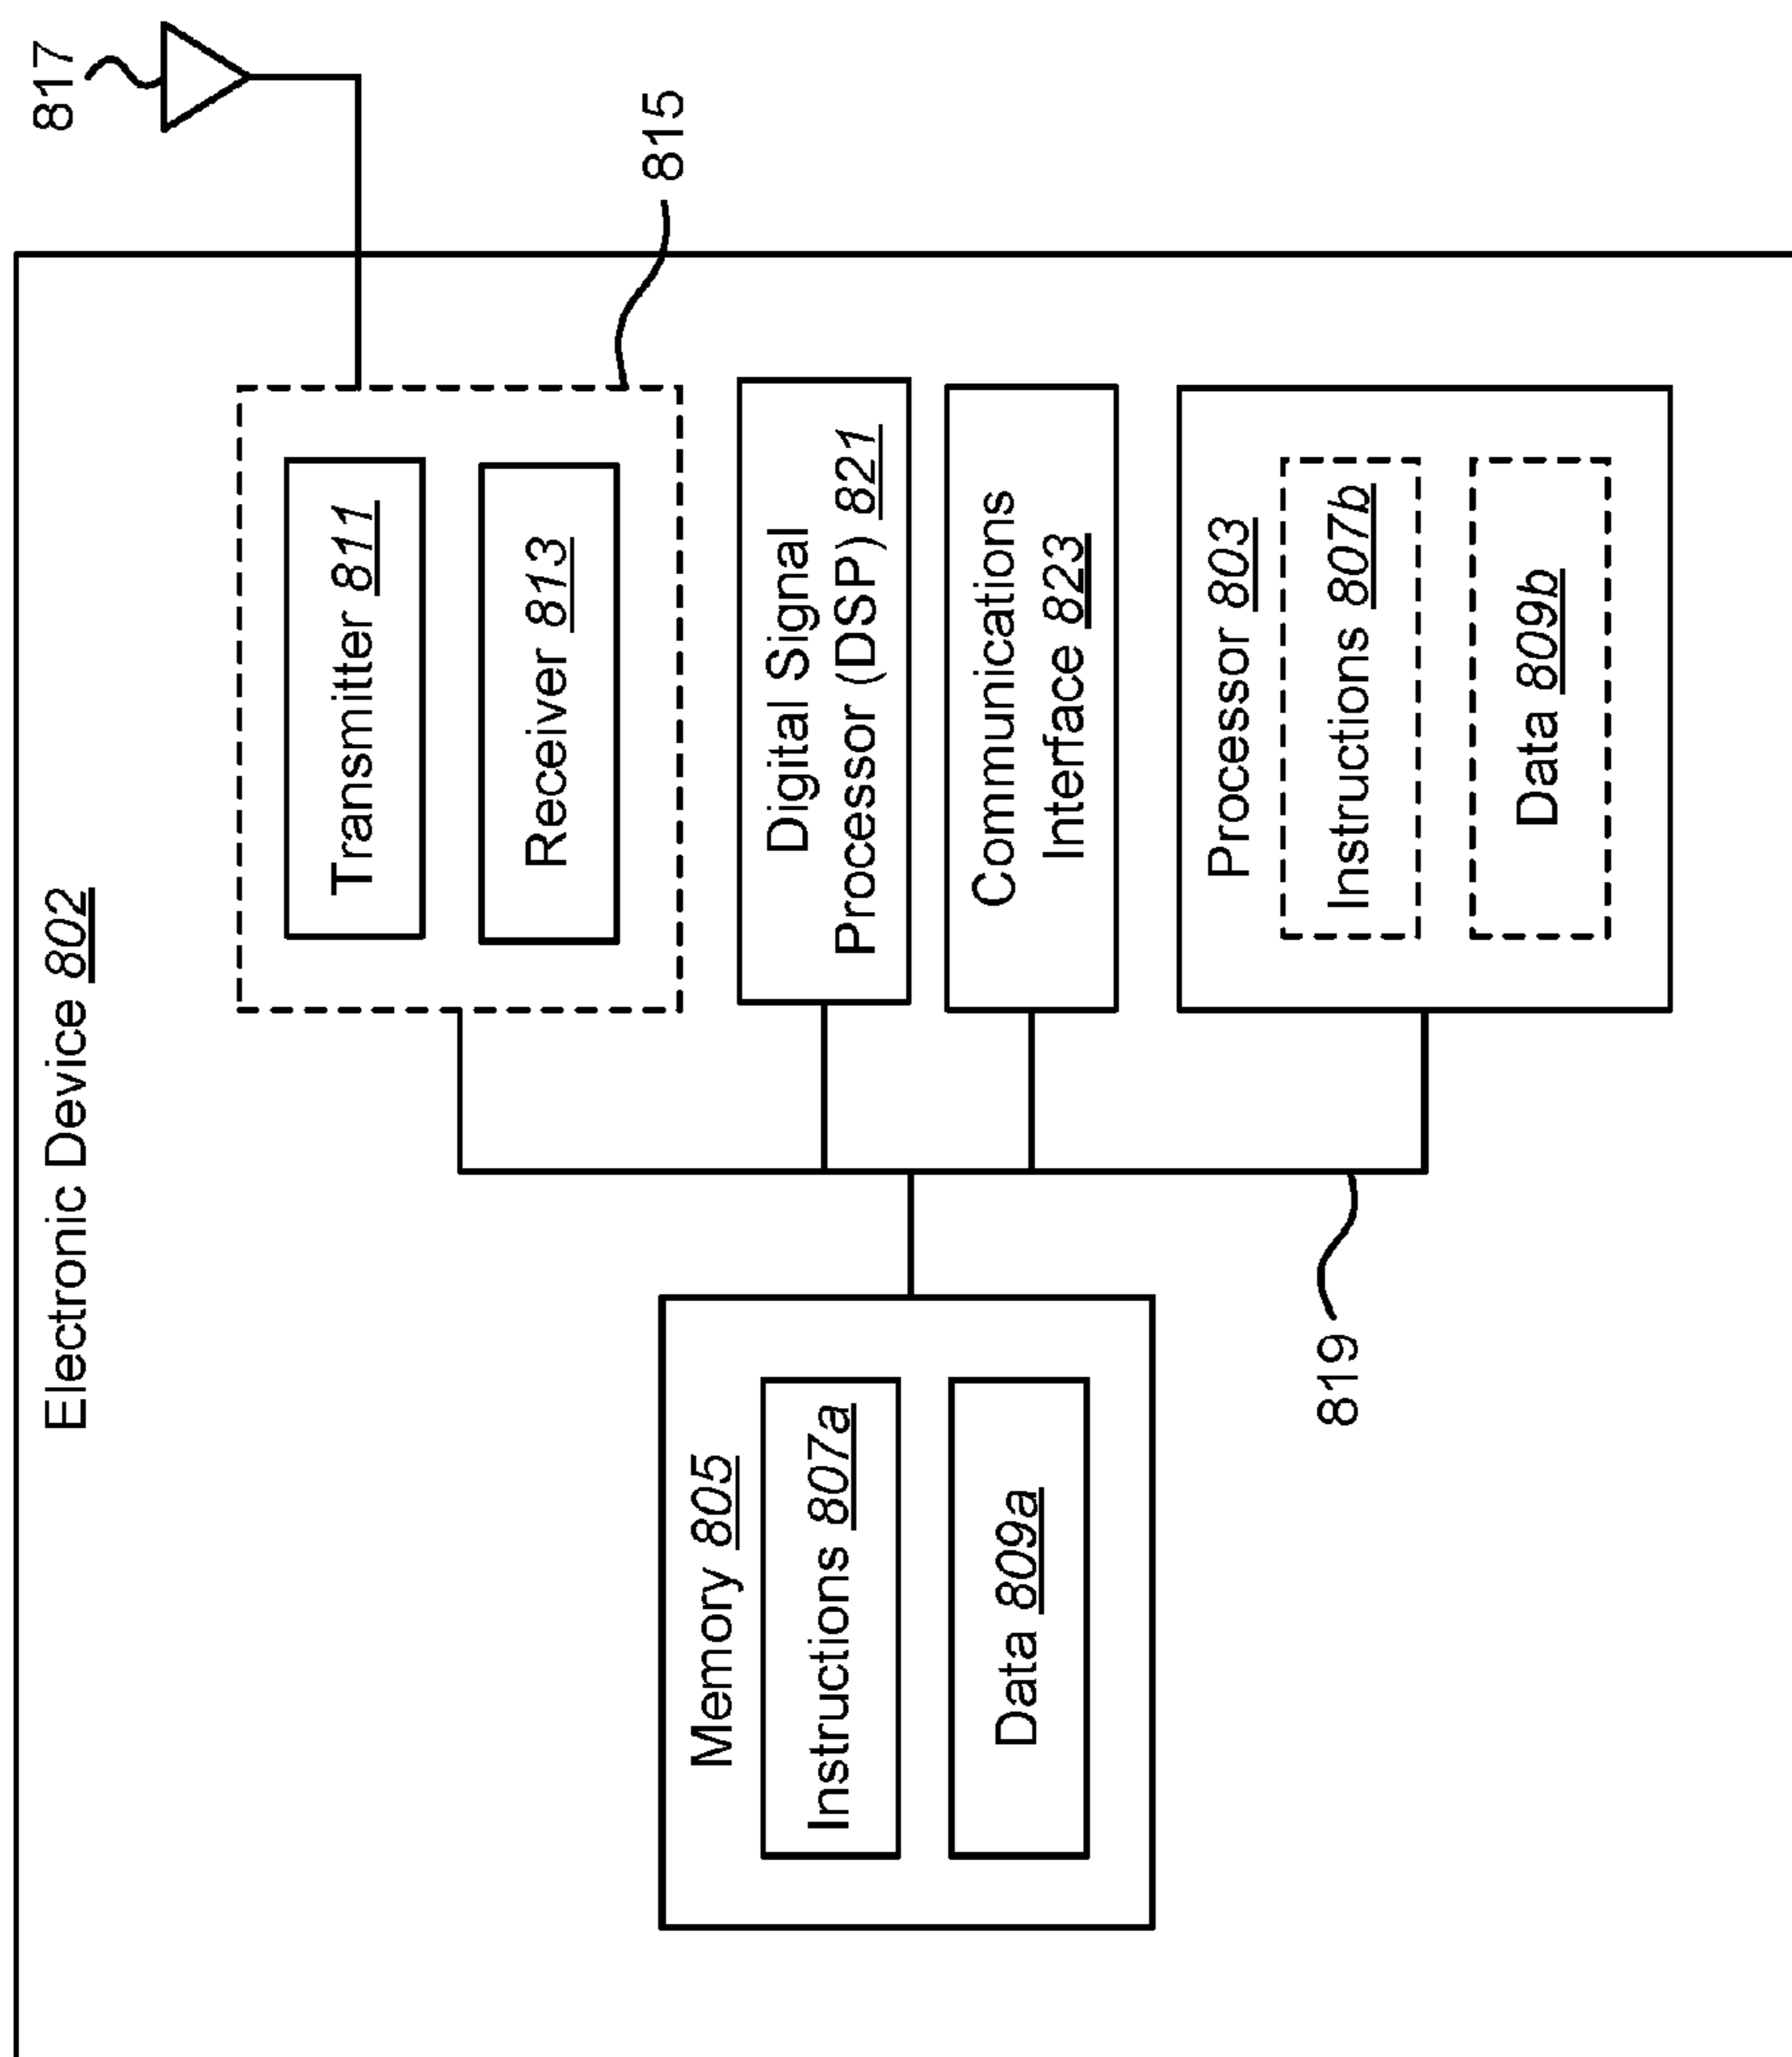 Electronic Device 802
817
815
Transmitter 811
Receiver 813
Digital Signal
Processor (DSP) 821
Communications
Interface 823
Processor 803
Instructions 807b
Data 809b
Memory 805
Instructions 807a
Data 809a
819